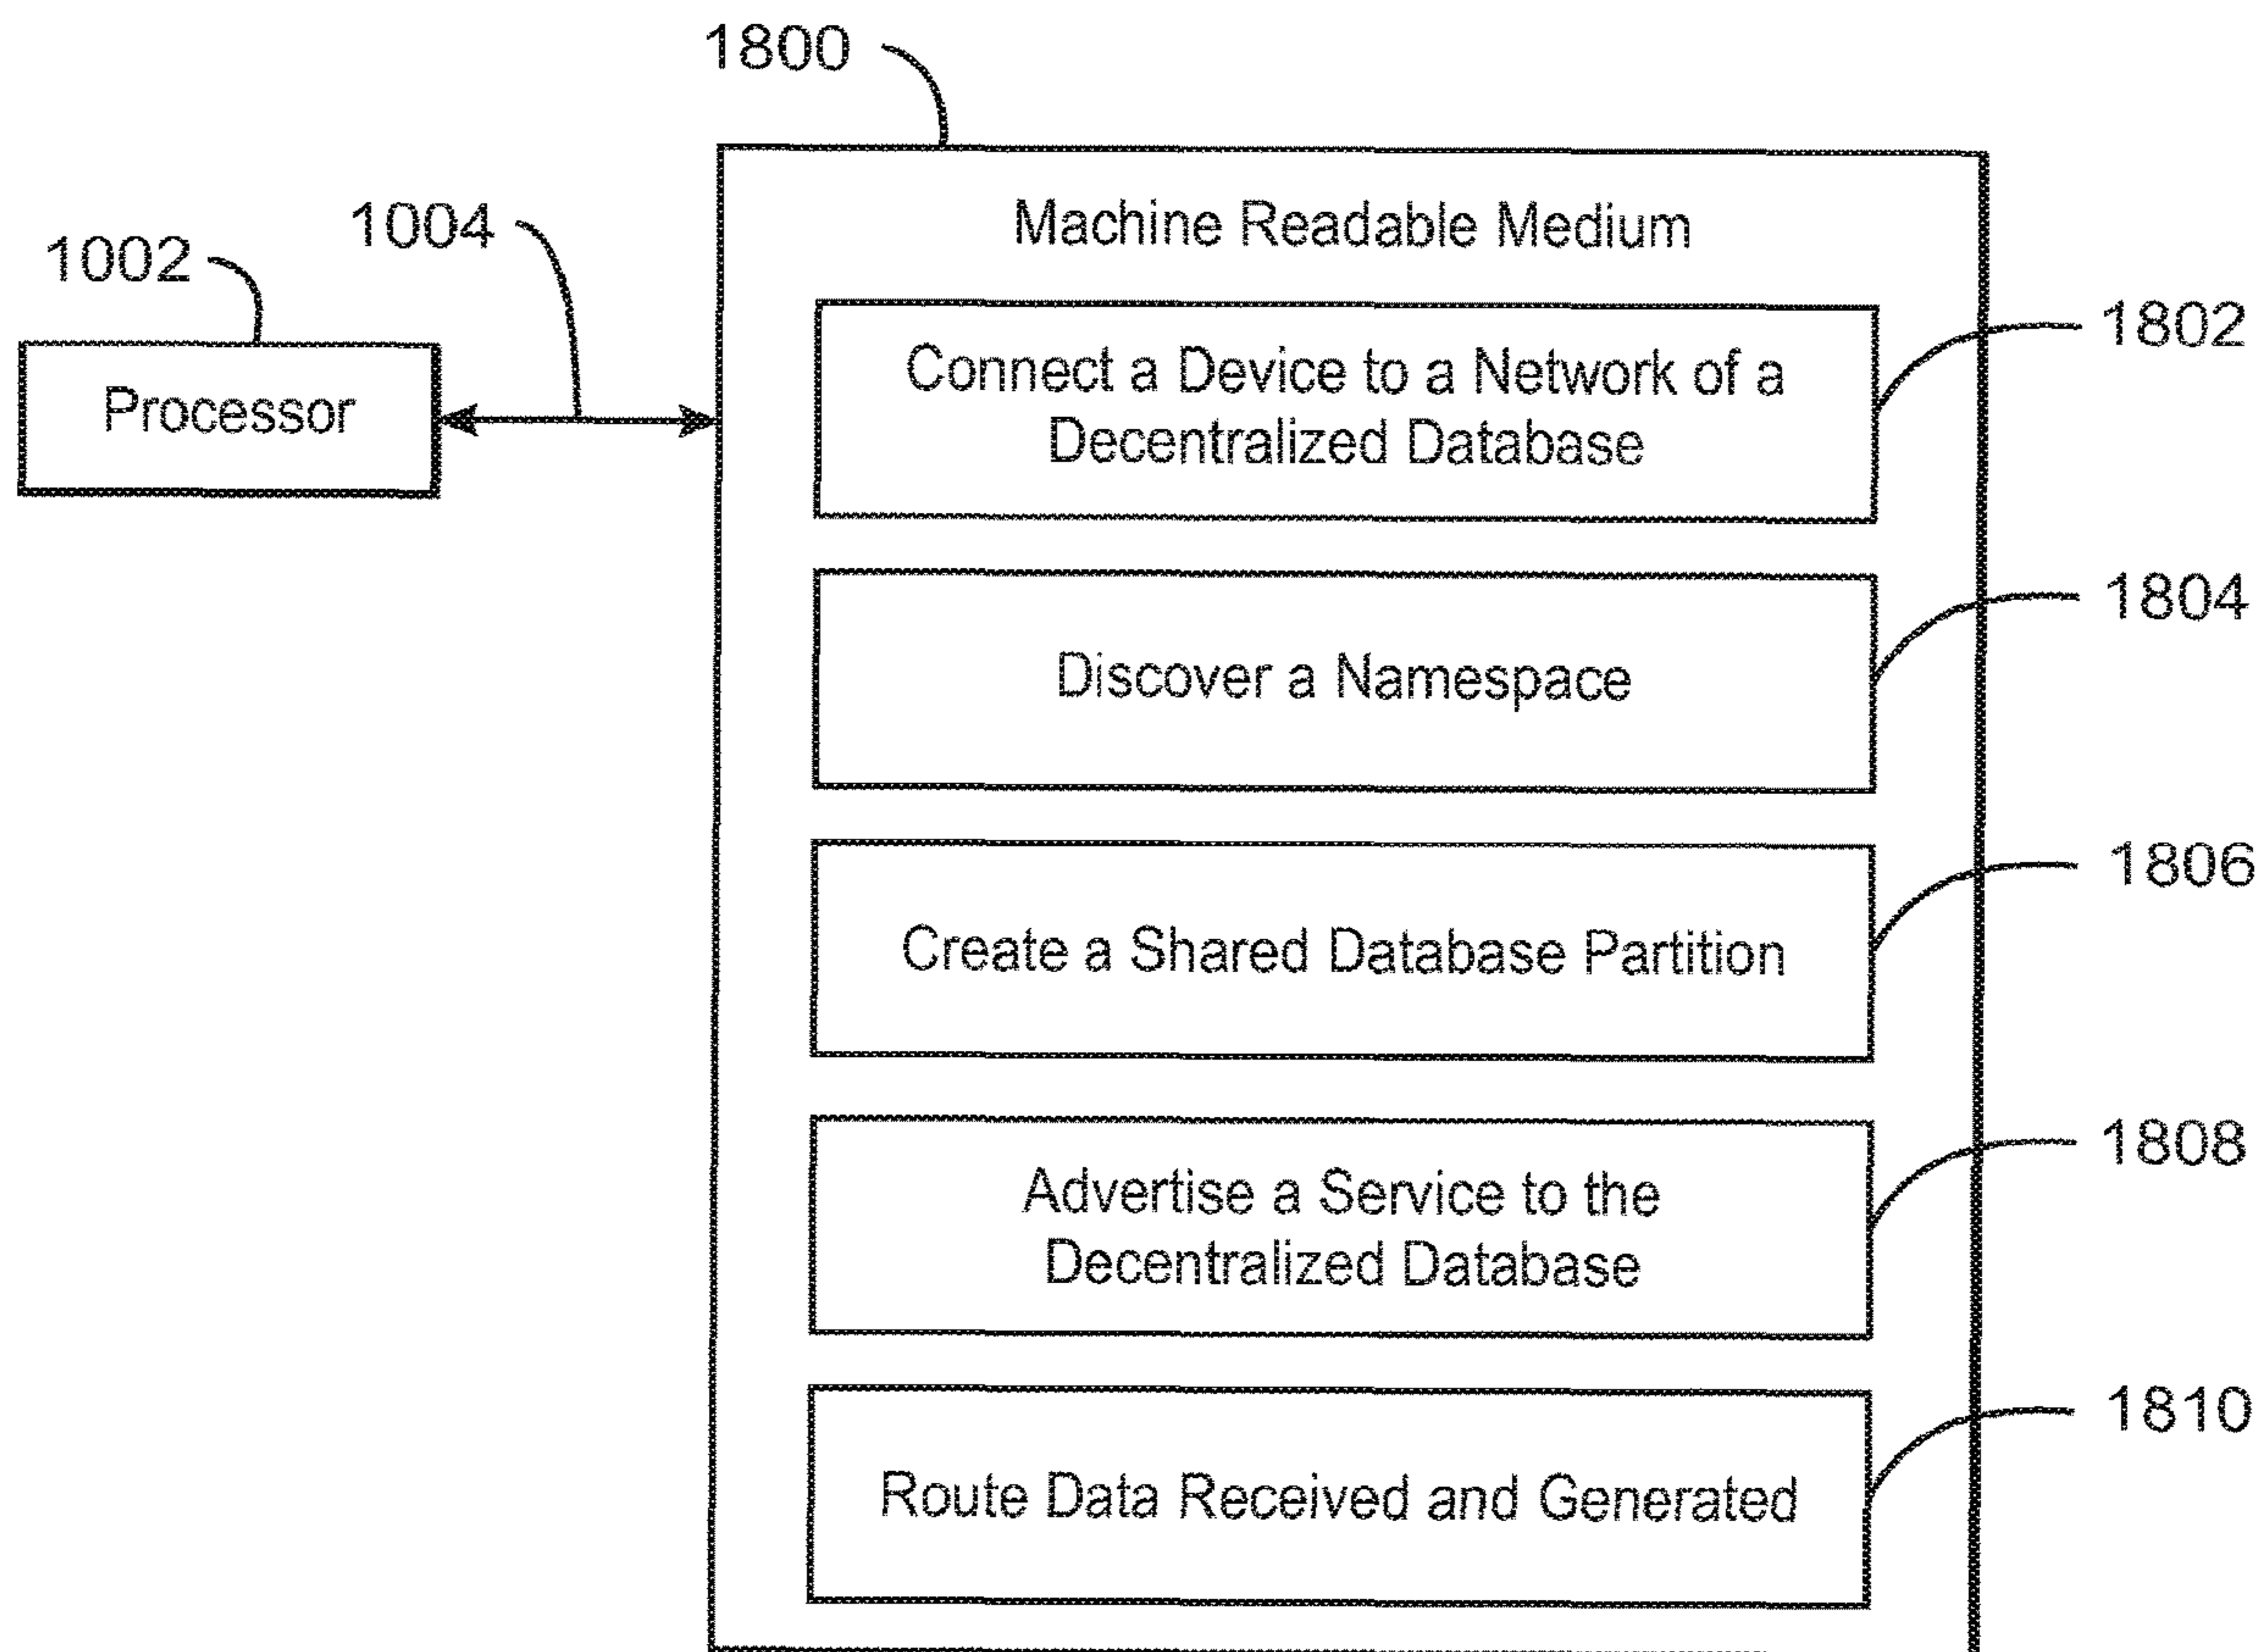 1800
1004
1002
Machine Readable Medium
Processor
1802
Connect a Device to a Network of a
Decentralized Database
1804
Discover a Namespace
1806
Create a Shared Database Partition
1808
Advertise a Service to the
Decentralized Database
1810
Route Data Received and Generated